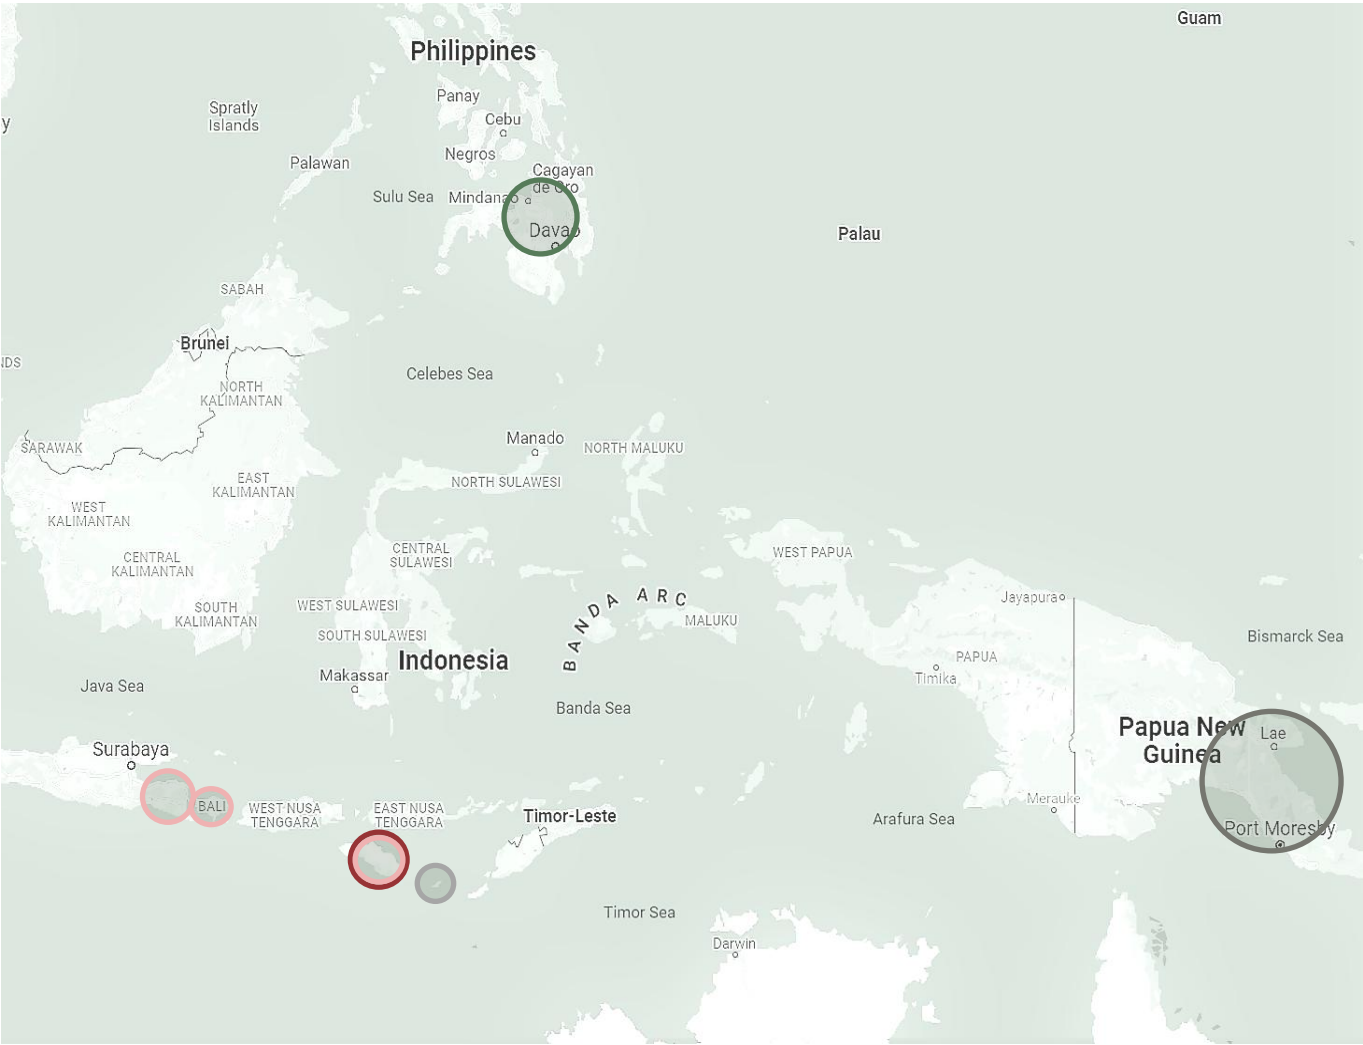 Guam
Philippines
Panay
Spratly
Islands
Cebu
y
Negros
Palawan
Cagayan
de Oro
Sulu Sea
Mindanao
Davao
Palau
SABAH
Brunei
NDS
Celebes Sea
NORTH
KALIMANTAN
Manado
SARAWAK
NORTH MALUKU
EAST
KALIMANTAN
NORTH SULAWESI
WEST
KALIMANTAN
CENTRAL
SULAWESI
WEST PAPUA
CENTRAL
KALIMANTAN
BANDA ARC
Jayapura
WEST SULAWESI
SOUTH
KALIMANTAN
MALUKU
SOUTH SULAWESI
Bismarck Sea
Indonesia
PAPUA
Makassar
Timika
Java Sea
Banda Sea
Papua New
Guinea
Lae
Surabaya
Merauke
BALI
WEST NUSA
TENGGARA
EAST NUSA
TENGGARA
Timor-Leste
Arafura Sea
Port Moresby
Timor Sea
Darwin